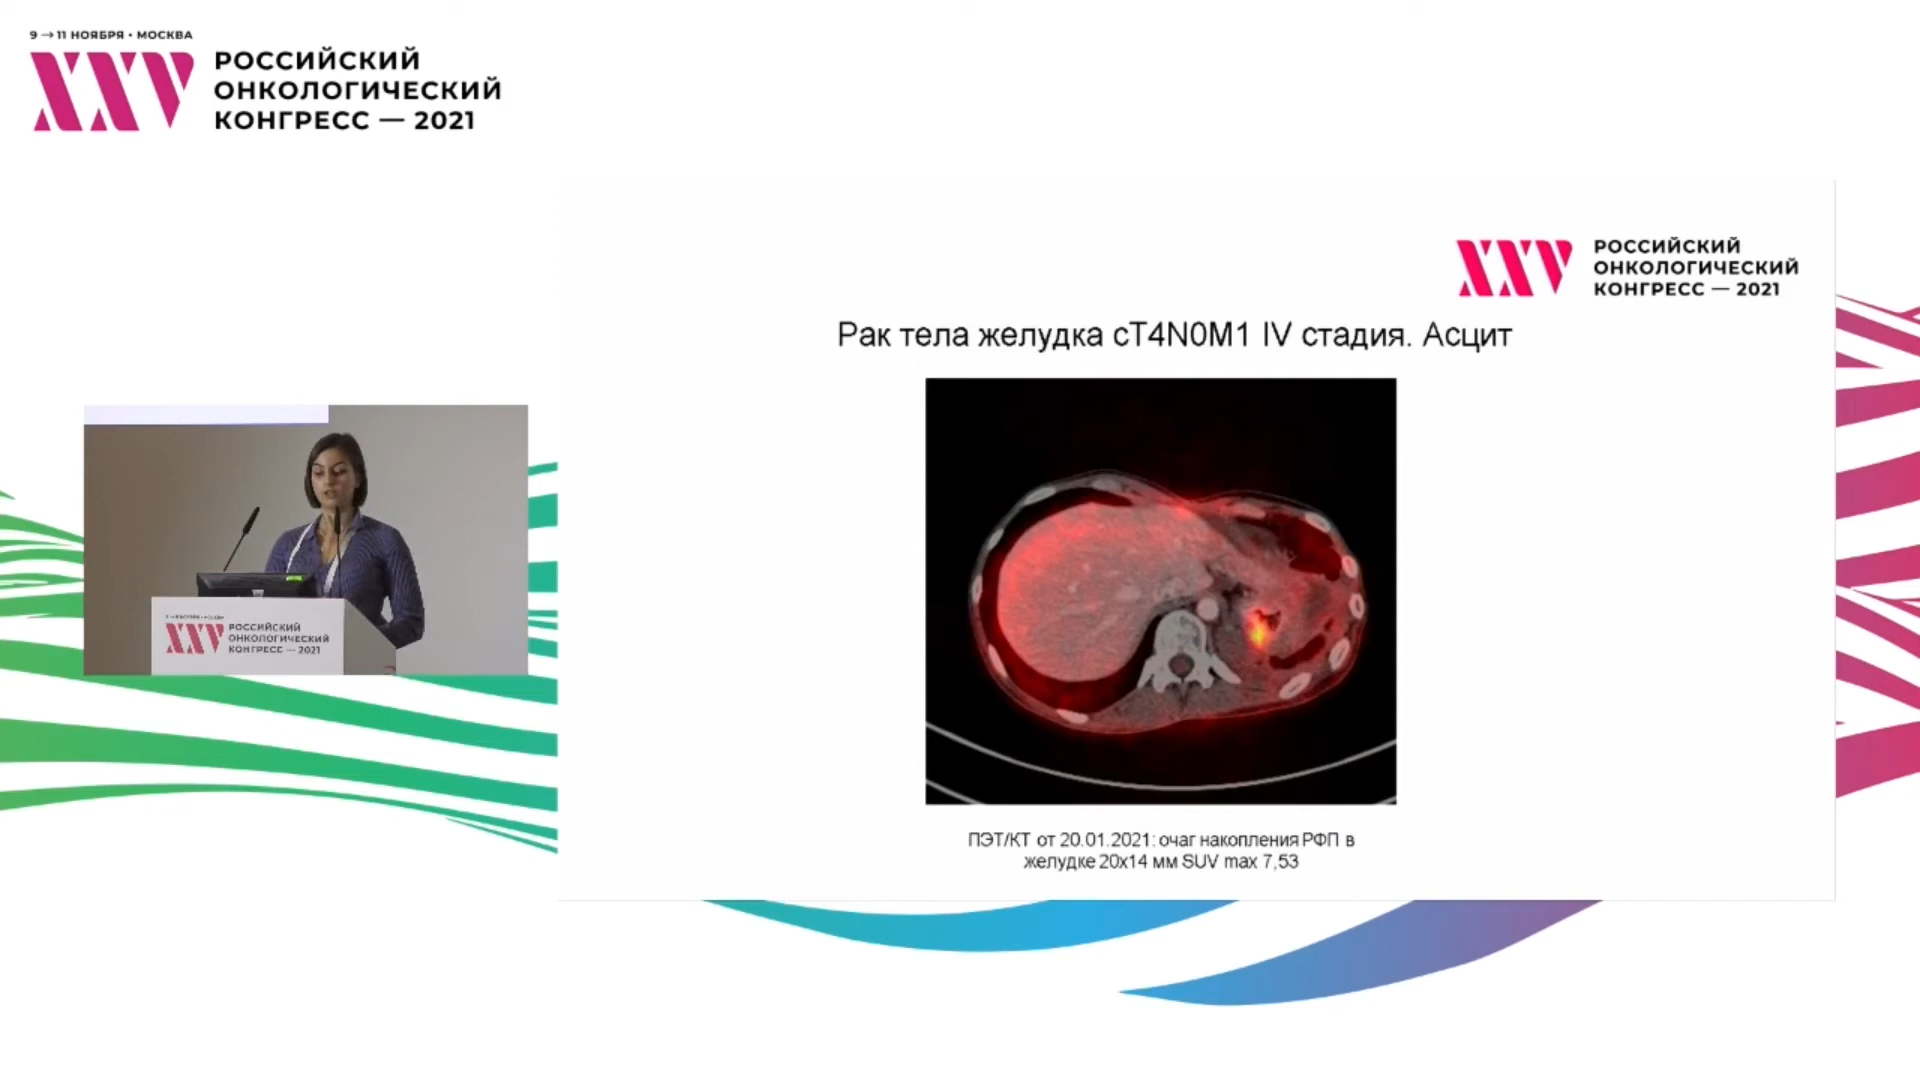 9→11 НОЯБРЯ • МОСКВА
XXV
РОССИЙСКИЙ
ОНКОЛОГИЧЕСКИЙ
КОНГРЕСС — 2021
XXV
РОССИЙСКИЙ
ОНКОЛОГИЧЕСКИЙ
КОНГРЕСС — 2021
Рак тела желудка cT4N0M1 IV стадия. Асцит
XXV
РОССИЙСКИЙ
ОНКОЛОГИЧЕСКИЙ
КОНГРЕСС — 2021
ПЭТ/КТ от 20.01.2021: очаг накопления РФП в
желудке 20х14 мм SUV max 7,53